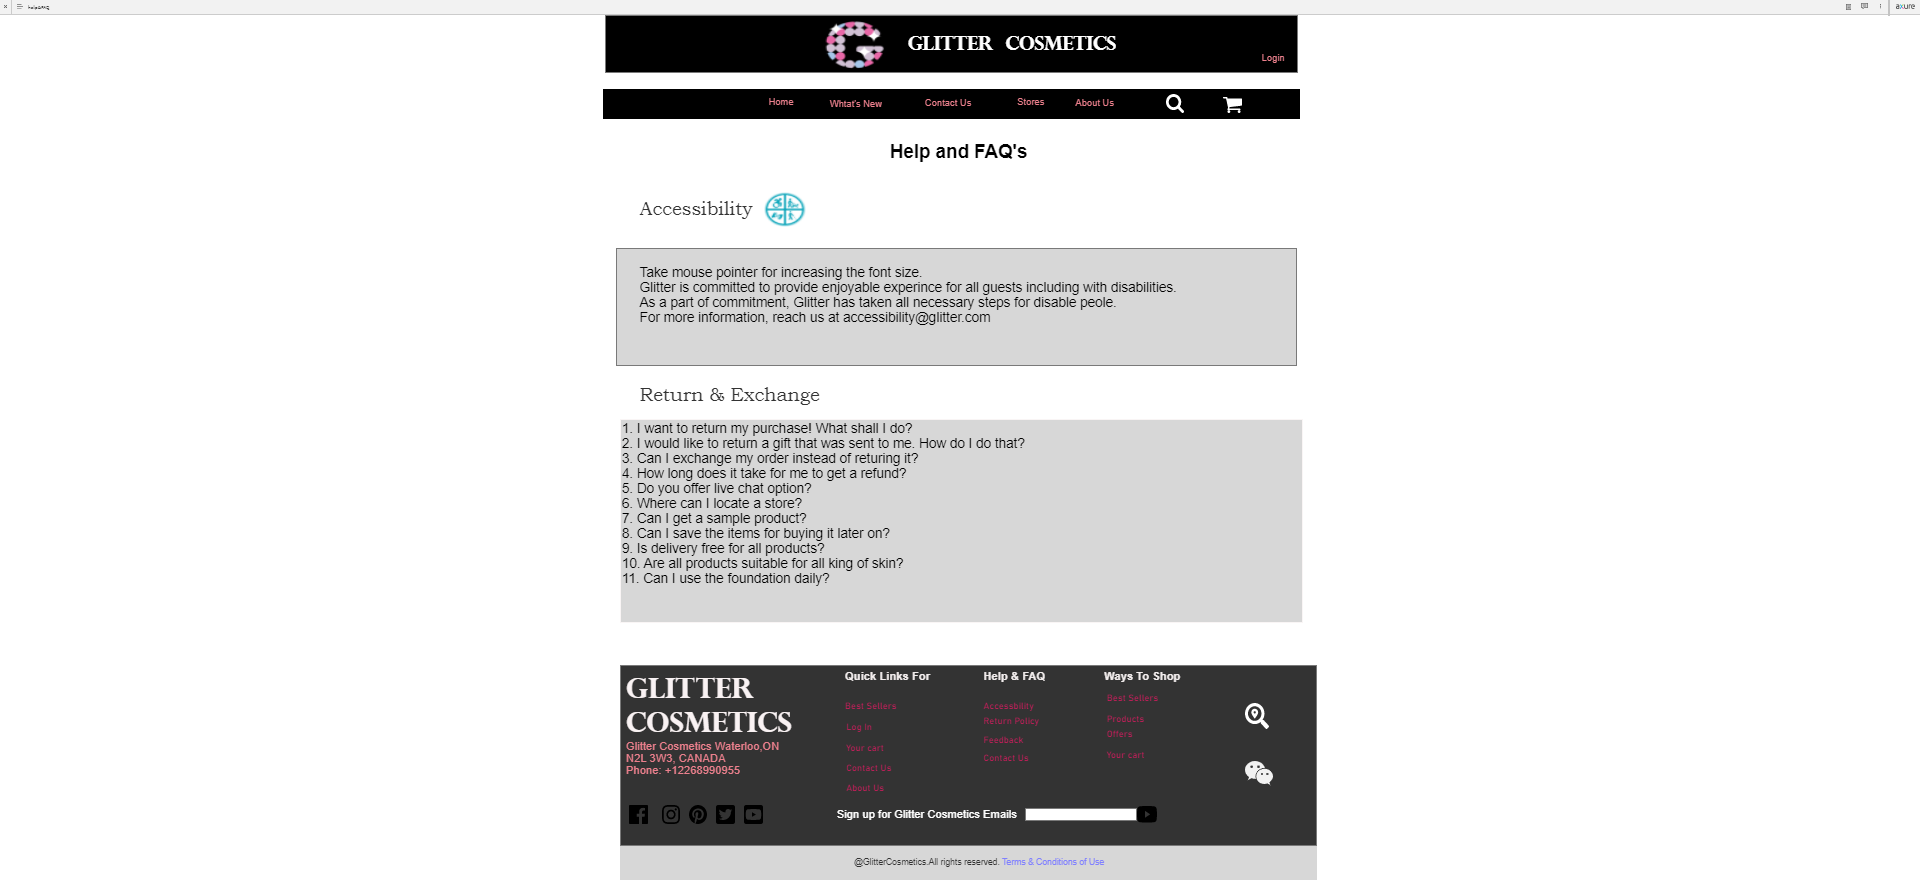 help&FAQ
axure
GLITTER COSMETICS
Login
Home Whtat's New Contact Us Stores About Us
Help and FAQ's
Accessibility
Take mouse pointer for increasing the font size.
Glitter is committed to provide enjoyable experince for all guests including with disabilities.
As a part of commitment, Glitter has taken all necessary steps for disable peole.
For more information, reach us at accessibility@glitter.com
Return & Exchange
1. I want to return my purchase! What shall I do?
2. I would like to return a gift that was sent to me. How do I do that?
3. Can I exchange my order instead of returing it?
4. How long does it take for me to get a refund?
5. Do you offer live chat option?
6. Where can I locate a store?
7. Can I get a sample product?
8. Can I save the items for buying it later on?
9. Is delivery free for all products?
10. Are all products suitable for all king of skin?
11. Can I use the foundation daily?
GLITTER
COSMETICS
Glitter Cosmetics Waterloo,ON
N2L 3W3, CANADA
Phone: +12268990955
Quick Links For
Best Sellers
Log in
Your cart
Contact Us
About Us
Help & FAQ
Accessbility
Return Policy
Feedback
Contact Us
Ways To Shop
Best Sellers
Products
Offers
Your cart
Sign up for Glitter Cosmetics Emails
@GlitterCosmetics.All rights reserved. Terms & Conditions of Use